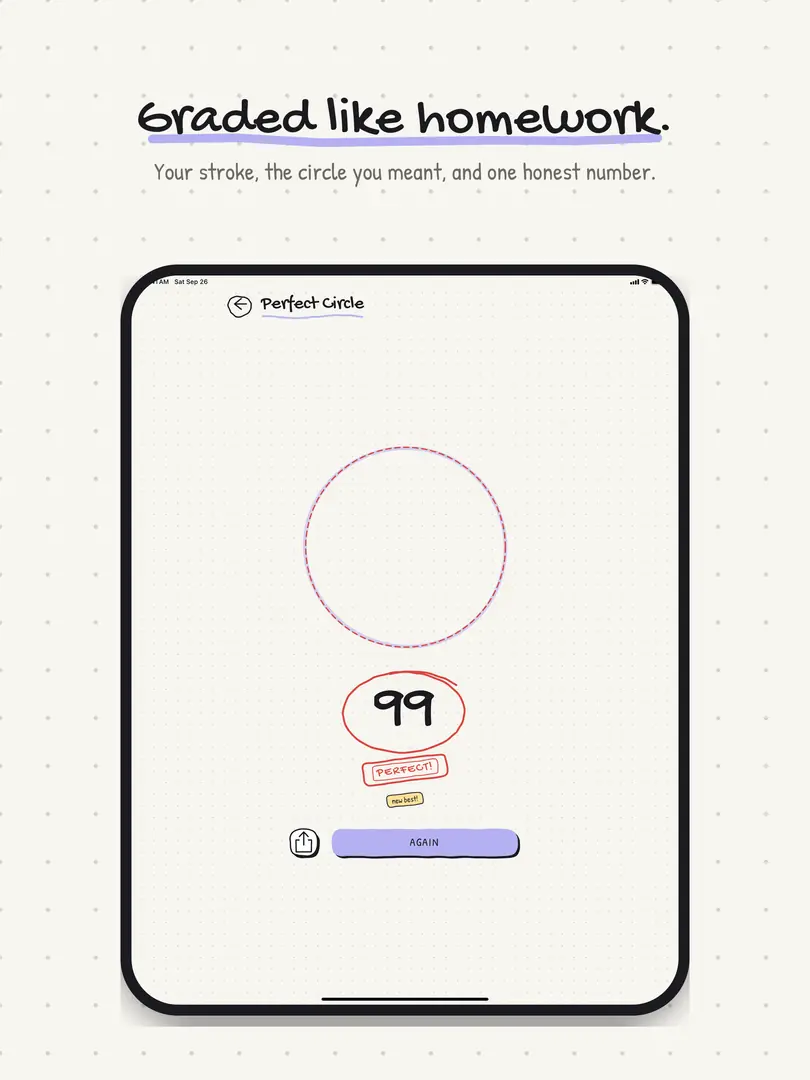 Graded like homework.
Your stroke, the circle you meant, and one honest number.
AM Sat Sep 26
Perfect Circle
99
PERFECT!
new best!
AGAIN